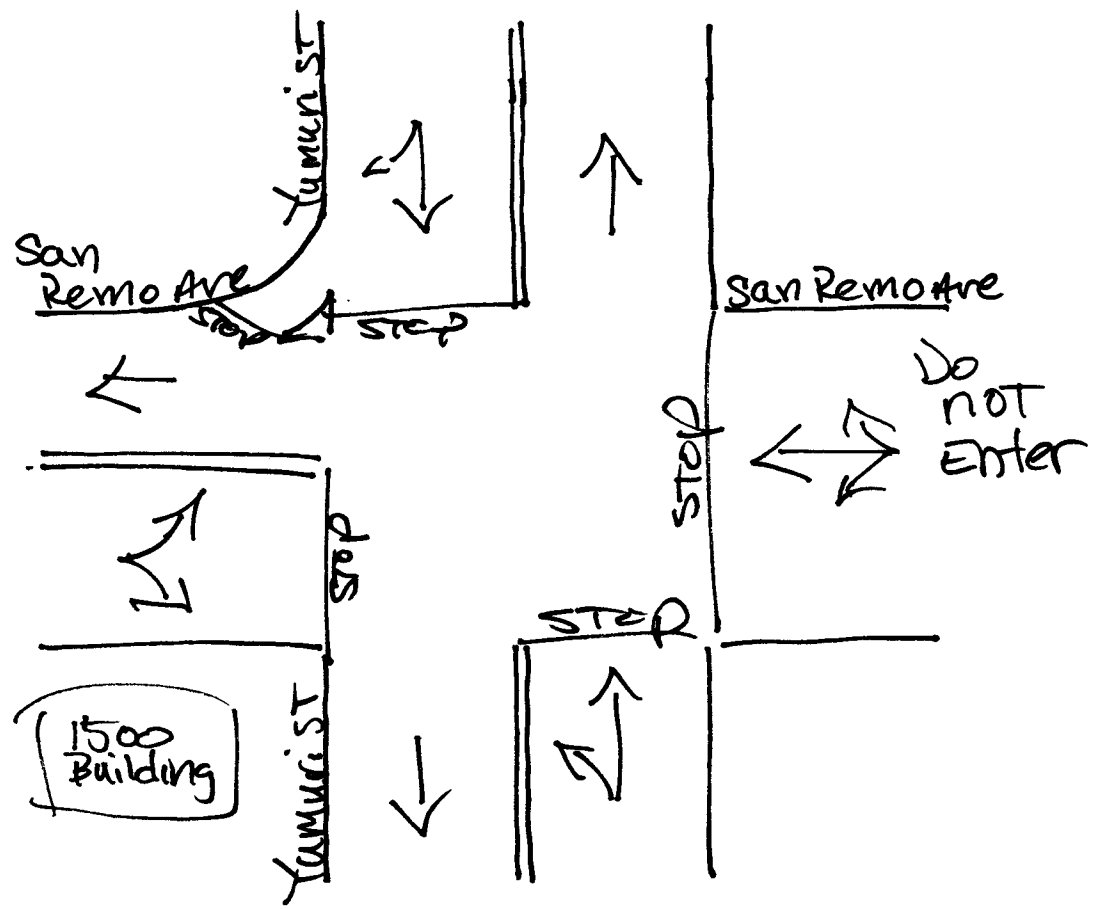 Yumuri ST
San
Remo Ave
STOP
STOP
San Remo Ave
Do
not
Enter
STOP
STOP
STOP
1500
Building
Yumuri ST